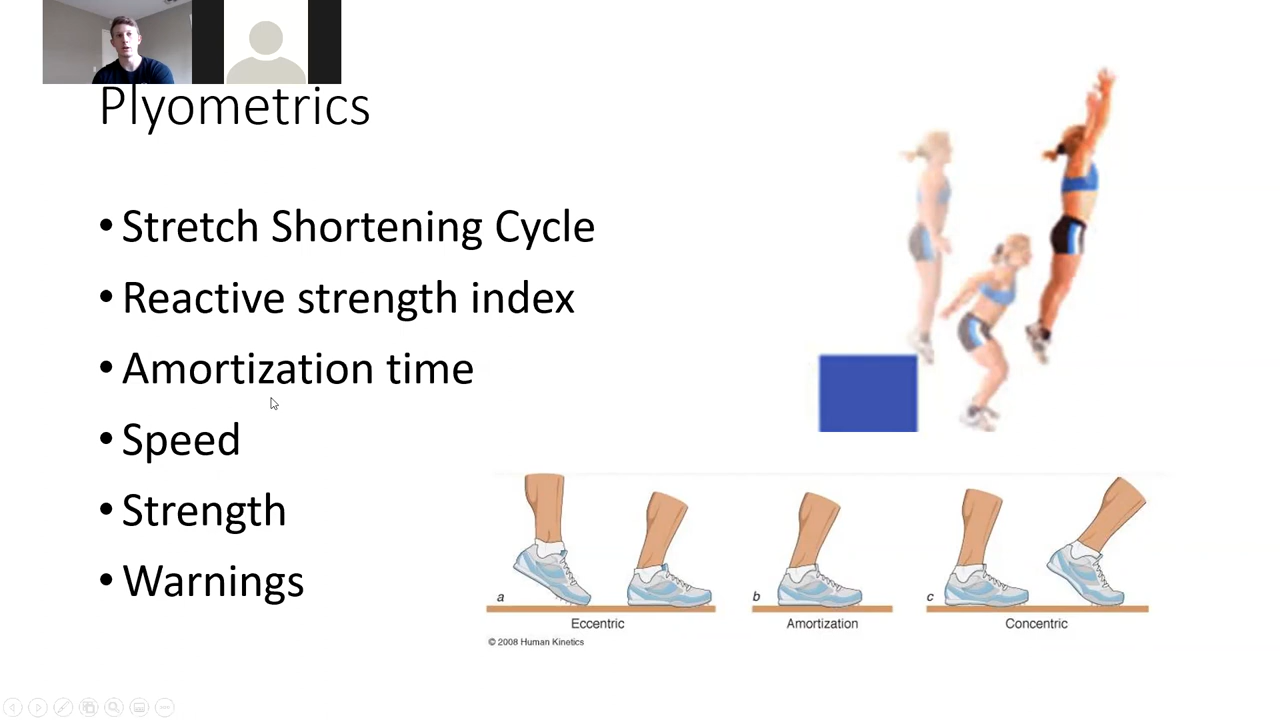 Plyometrics
• Stretch Shortening Cycle
• Reactive strength index
• Amortization time
• Speed
• Strength
• Warnings
a
b
c
Eccentric
Amortization
Concentric
© 2008 Human Kinetics